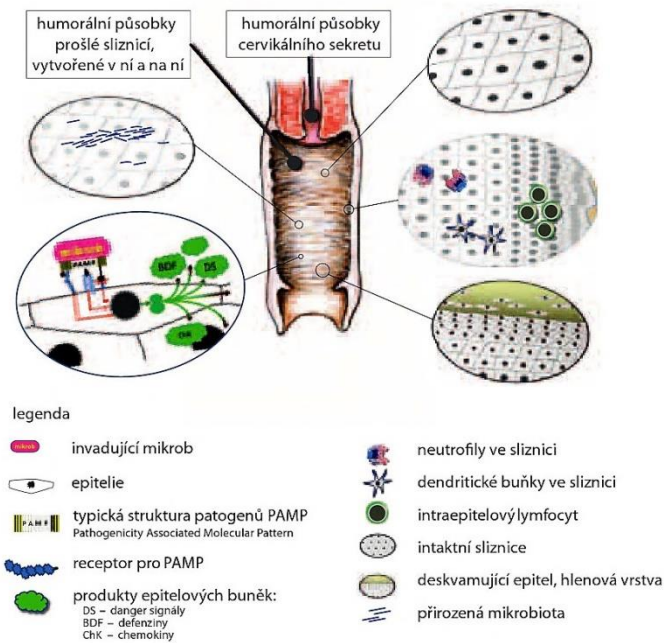 humorální působky
prošlé sliznicí,
vytvořené v ní a na ní
humorální působky
cervikálního sekretu
PAMP
BDF
DS
legenda
mikrob
invadující mikrob
epitelie
PAMP
typická struktura patogenů PAMP
Pathogenicity Associated Molecular Pattern
receptor pro PAMP
produkty epitelových buněk:
DS – danger signály
BDF – defenziny
ChK – chemokiny
neutrofily ve sliznici
dendritické buňky ve sliznici
intraepitelový lymfocyt
intaktní sliznice
deskvamující epitel, hlenová vrstva
přirozená mikrobiota